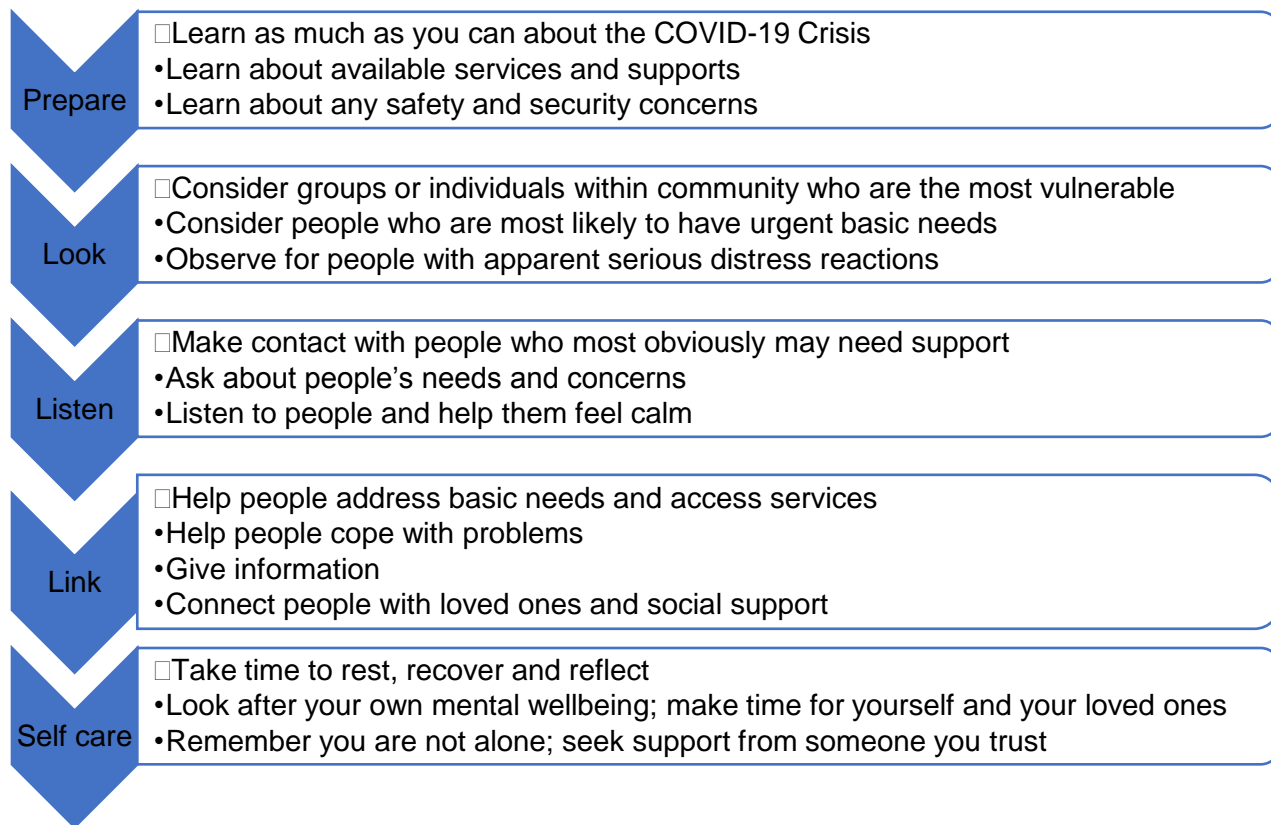 Prepare
□Learn as much as you can about the COVID-19 Crisis
•Learn about available services and supports
•Learn about any safety and security concerns
Look
□Consider groups or individuals within community who are the most vulnerable
•Consider people who are most likely to have urgent basic needs
•Observe for people with apparent serious distress reactions
Listen
□Make contact with people who most obviously may need support
•Ask about people’s needs and concerns
•Listen to people and help them feel calm
Link
□Help people address basic needs and access services
•Help people cope with problems
•Give information
•Connect people with loved ones and social support
Self care
□Take time to rest, recover and reflect
•Look after your own mental wellbeing; make time for yourself and your loved ones
•Remember you are not alone; seek support from someone you trust